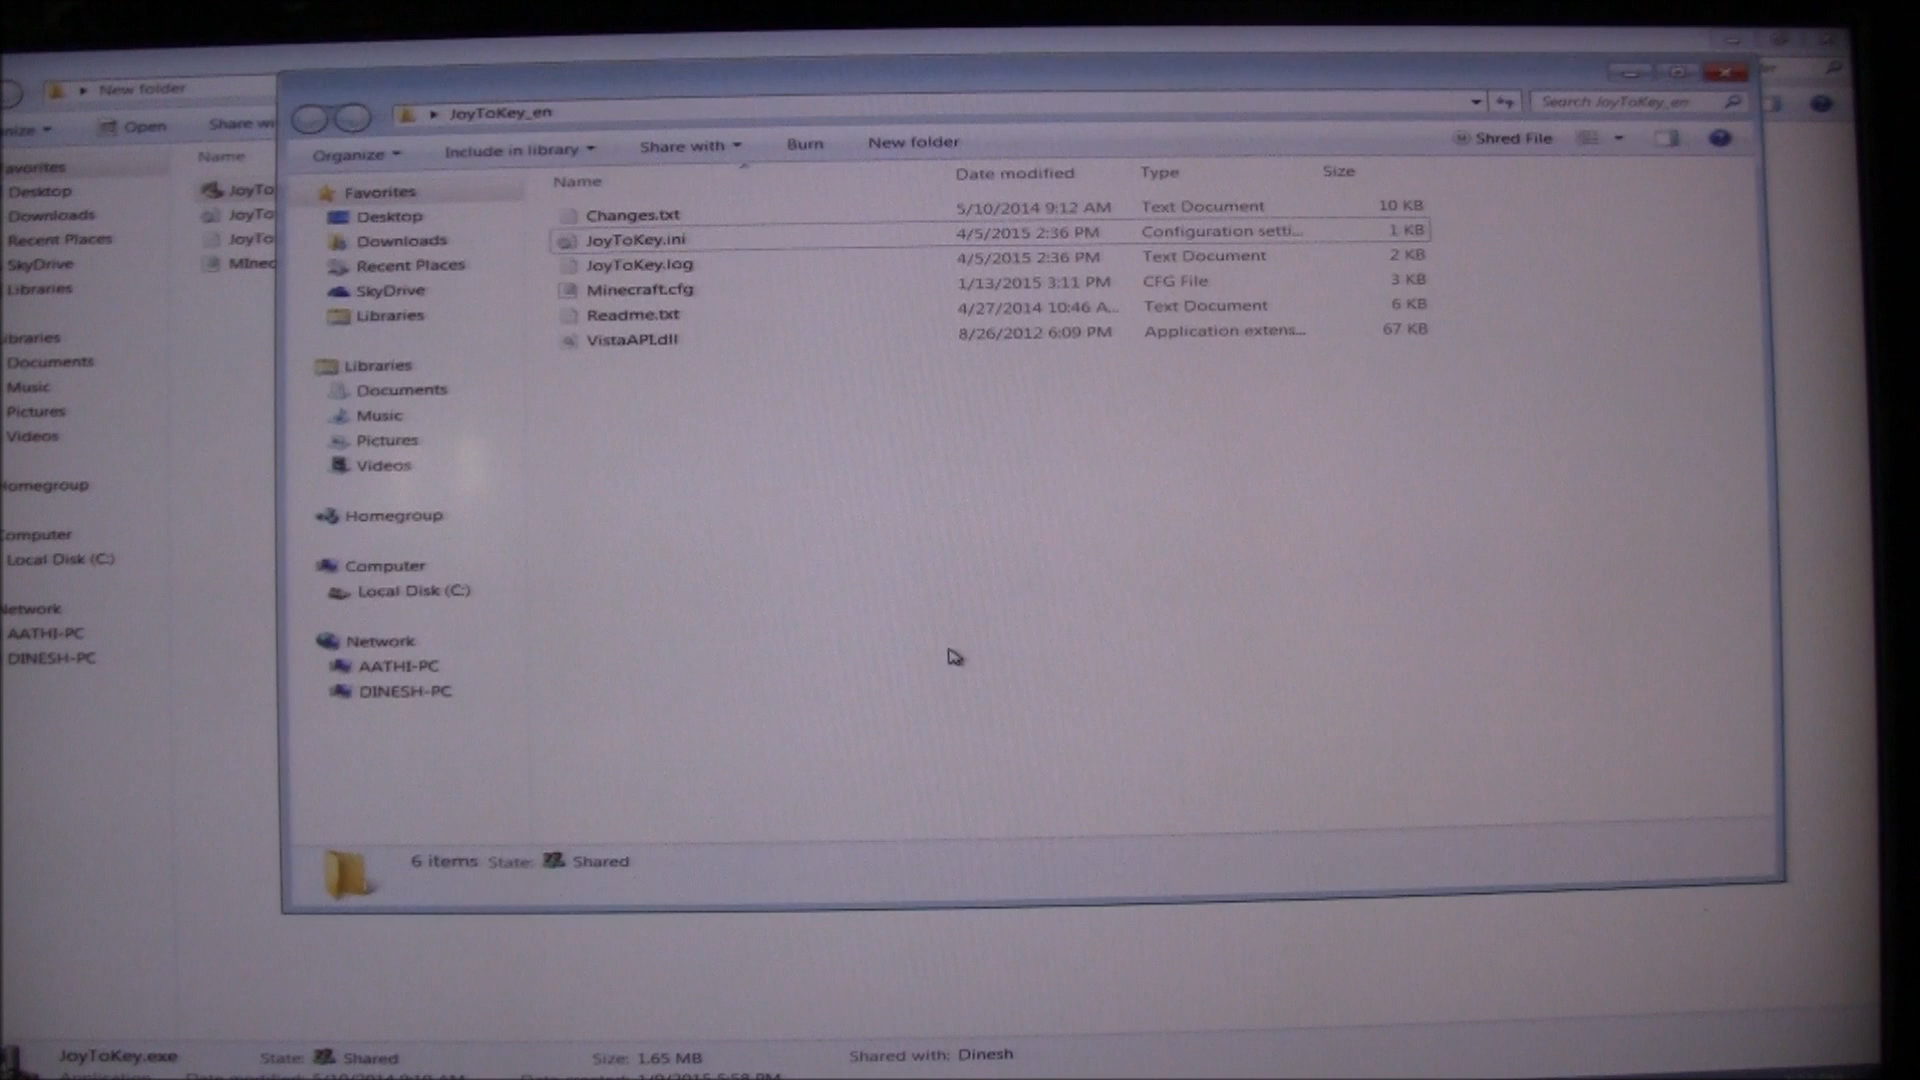 New folder
Open
Share wi
Name
Favorites
Desktop
Downloads
Recent Places
SkyDrive
Libraries
Libraries
Documents
Music
Pictures
Videos
Homegroup
Computer
Local Disk (C:)
Network
AATHI-PC
DINESH-PC
JoyTo
JoyTo
JoyTo
Minec
JoyToKey_en
Search JoyToKey_en
Organize
Include in library
Share with
Burn
New folder
Shred File
Favorites
Desktop
Downloads
Recent Places
SkyDrive
Libraries
Libraries
Documents
Music
Pictures
Videos
Homegroup
Computer
Local Disk (C:)
Network
AATHI-PC
DINESH-PC
Name Date modified Type Size
Changes.txt 5/10/2014 9:12 AM Text Document 10 KB
JoyToKey.ini 4/5/2015 2:36 PM Configuration setti... 1 KB
JoyToKey.log 4/5/2015 2:36 PM Text Document 2 KB
Minecraft.cfg 1/13/2015 3:11 PM CFG File 3 KB
Readme.txt 4/27/2014 10:46 A... Text Document 6 KB
VistaAPI.dll 8/26/2012 6:09 PM Application extens... 67 KB
6 items State: Shared
JoyToKey.exe State: Shared Size: 1.65 MB Shared with: Dinesh